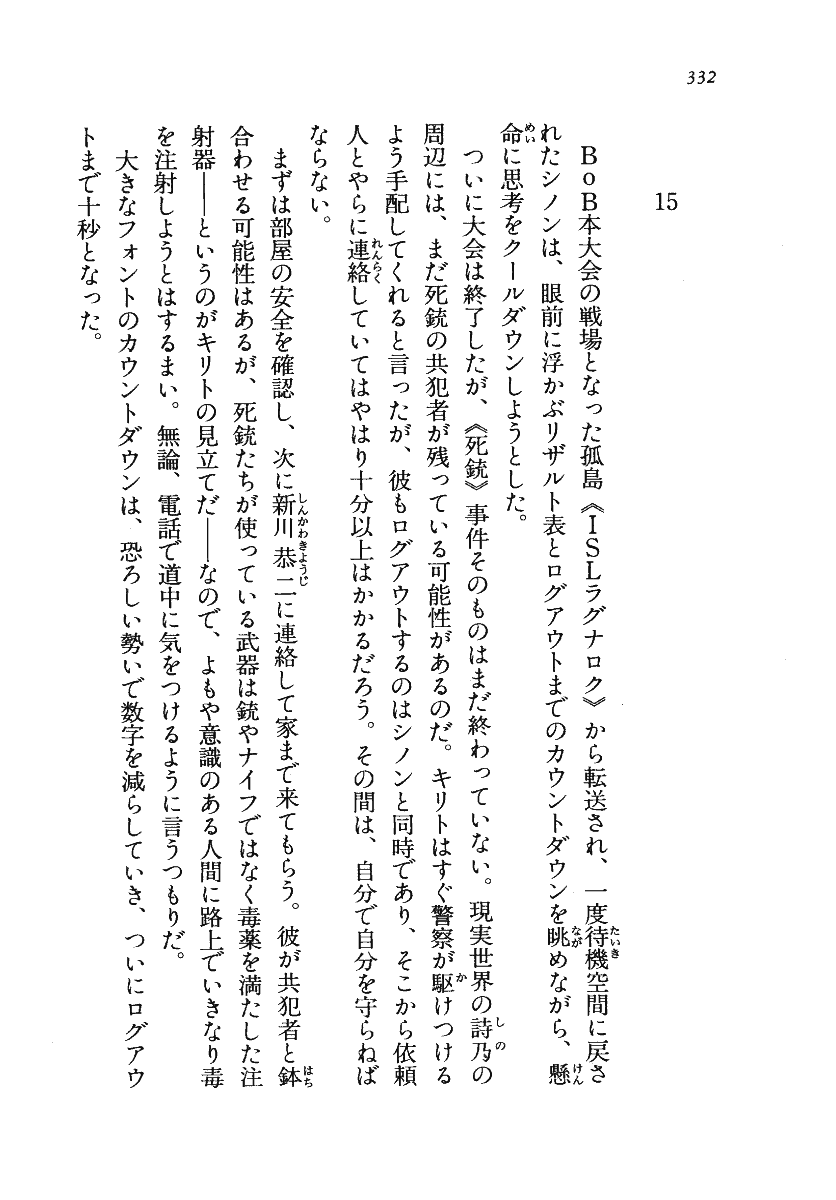 332
15
ＢｏＢ本大会の戦場となった孤島《ＩＳＬラグナロク》から転送され、一度待機空間に戻さ
れたシノンは、眼前に浮かぶリザルト表とログアウトまでのカウントダウンを眺めながら、懸
命に思考をクールダウンしようとした。
ついに大会は終了したが、《死銃》事件そのものはまだ終わっていない。現実世界の詩乃の
周辺には、まだ死銃の共犯者が残っている可能性があるのだ。キリトはすぐ警察が駆けつける
よう手配してくれると言ったが、彼もログアウトするのはシノンと同時であり、そこから依頼
人とやらに連絡していてはやはり十分以上はかかるだろう。その間は、自分で自分を守らねば
ならない。
まずは部屋の安全を確認し、次に新川恭二に連絡して家まで来てもらう。彼が共犯者と鉢
合わせる可能性はあるが、死銃たちが使っている武器は銃やナイフではなく毒薬を満たした注
射器――というのがキリトの見立てだ――なので、よもや意識のある人間に路上でいきなり毒
を注射しようとはするまい。無論、電話で道中に気をつけるように言うつもりだ。
大きなフォントのカウントダウンは、恐ろしい勢いで数字を減らしていき、ついにログアウ
トまで十秒となった。